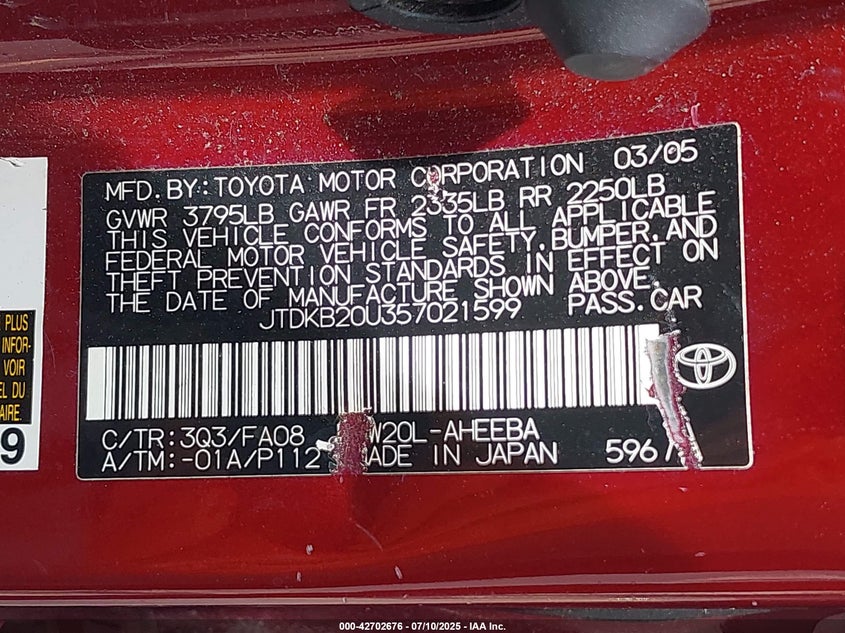 MFD. BY: TOYOTA MOTOR CORPORATION 03/05
GVWR 3795LB GAWR FR 2335LB RR 2250LB
THIS VEHICLE CONFORMS TO ALL APPLICABLE
FEDERAL MOTOR VEHICLE SAFETY, BUMPER, AND
THEFT PREVENTION STANDARDS IN EFFECT ON
THE DATE OF MANUFACTURE SHOWN ABOVE.
JTDKB20U357021599 PASS.CAR
C/TR: 3Q3/FA08 W20L-AHEEBA
A/TM: -01A/P112 MADE IN JAPAN 596
PLUS
INFOR-
VOIR
DU
AIRE.
9
000-42702676 - 07/10/2025 - IAA Inc.